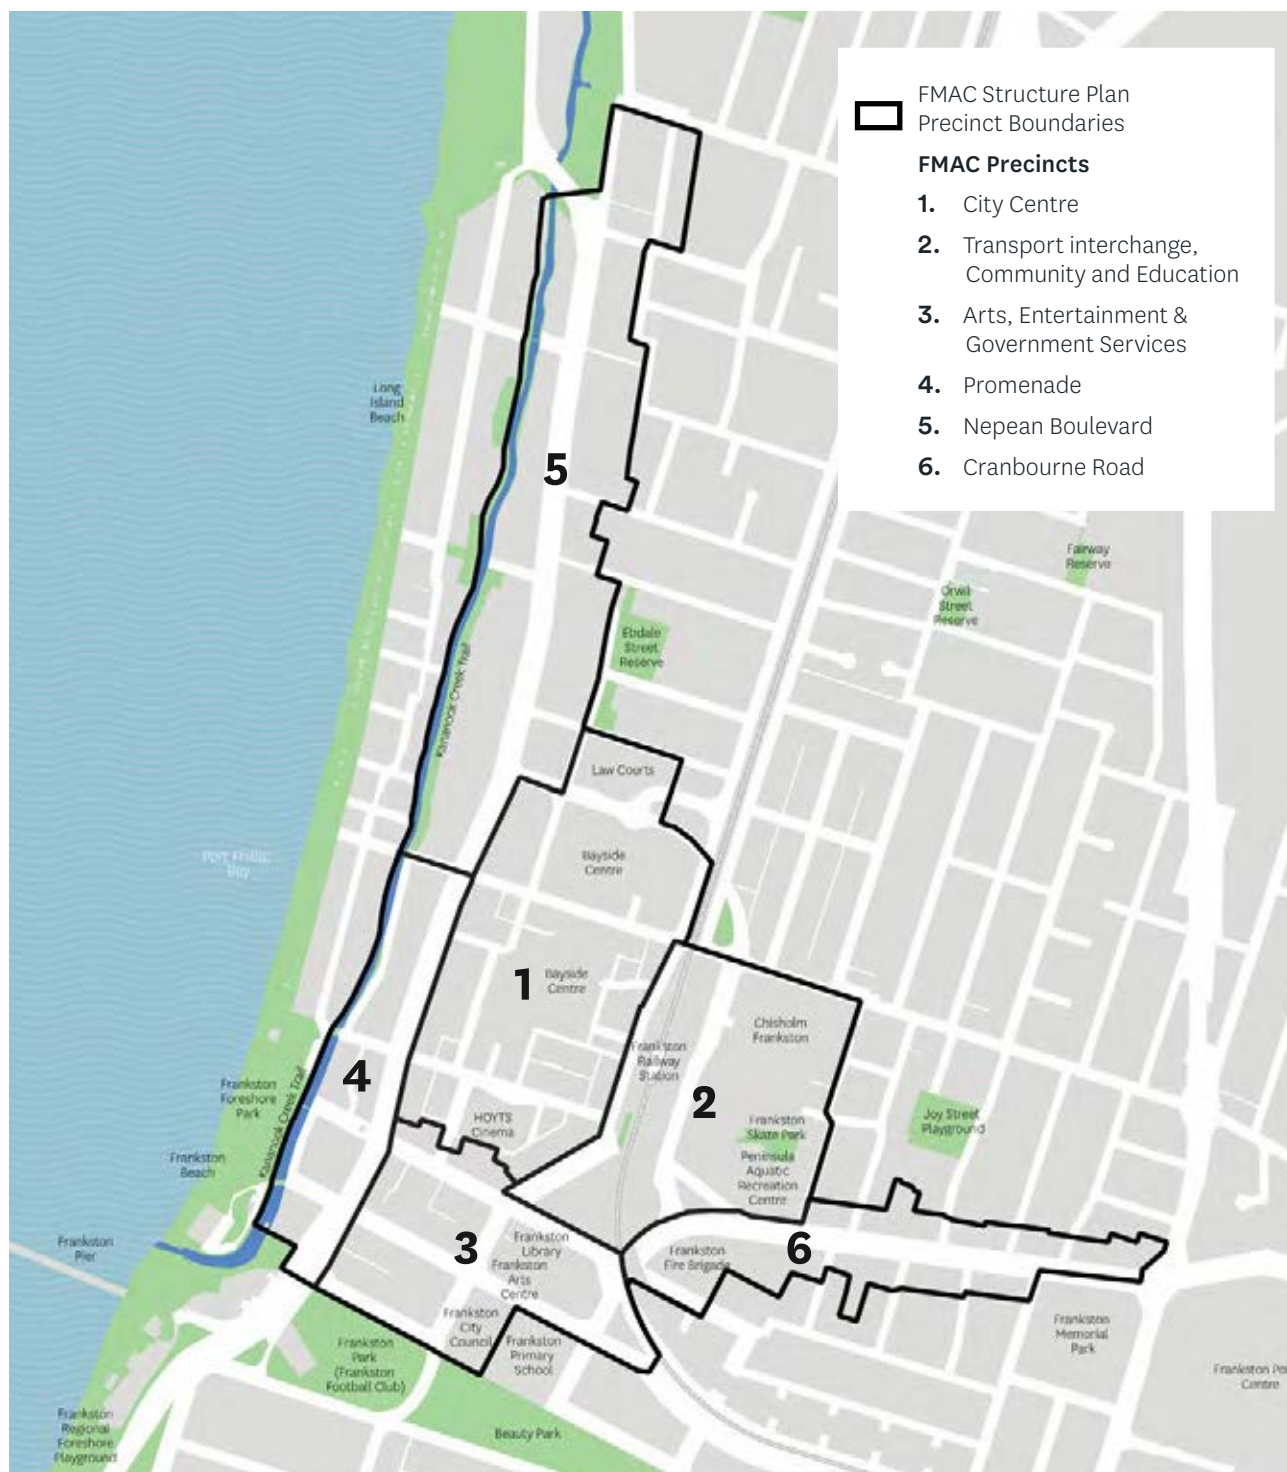 FMAC Structure Plan
Precinct Boundaries
FMAC Precincts
1. City Centre
2. Transport interchange,
Community and Education
3. Arts, Entertainment &
Government Services
4. Promenade
5. Nepean Boulevard
6. Cranbourne Road
Long
Island
Beach
5
Fairway
Reserve
Orwil
Street
Reserve
Ebdale
Street
Reserve
Kananook Creek Trail
Law Courts
Port Phillip
Bay
Bayside
Centre
1
Bayside
Centre
Chisholm
Frankston
Frankston
Railway
Station
4
2
Frankston
Foreshore
Park
Kananook Creek Trail
HOYTS
Cinema
Frankston
Skate Park
Joy Street
Playground
Frankston
Beach
Peninsula
Aquatic
Recreation
Centre
Frankston
Pier
3
Frankston
Library
Frankston
Arts
Centre
Frankston
Fire Brigade
6
Frankston
City
Council
Frankston
Primary
School
Frankston
Park
(Frankston
Football Club)
Frankston
Memorial
Park
Frankston
Centre
Frankston
Regional
Foreshore
Playground
Beauty Park